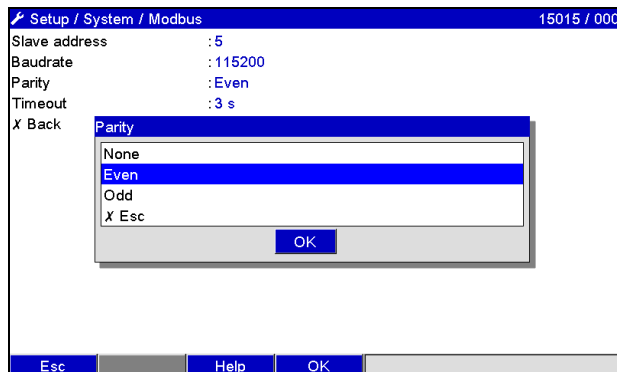 Setup / System / Modbus 15015 / 000
Slave address :5
Baudrate :115200
Parity :Even
Timeout :3 s
X Back
Parity
None
Even
Odd
X Esc
OK
Esc Help OK